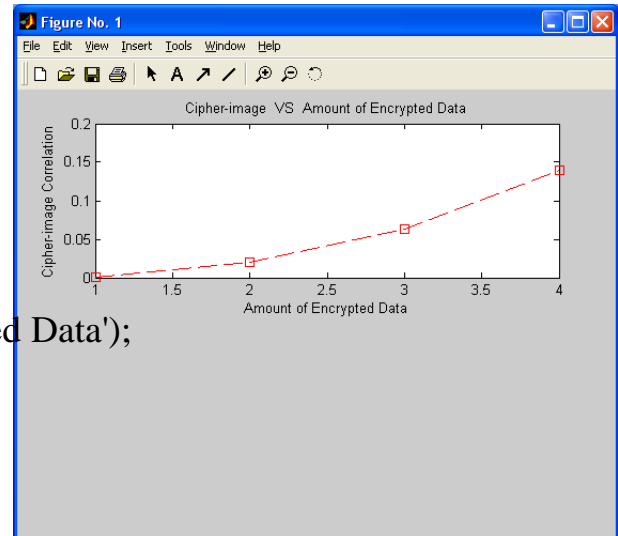 Figure No. 1
File Edit View Insert Tools Window Help
A
Cipher-image VS Amount of Encrypted Data
0.2
0.15
0.1
0.05
0
Cipher-image Correlation
1 1.5 2 2.5 3 3.5 4
Amount of Encrypted Data
ed Data');